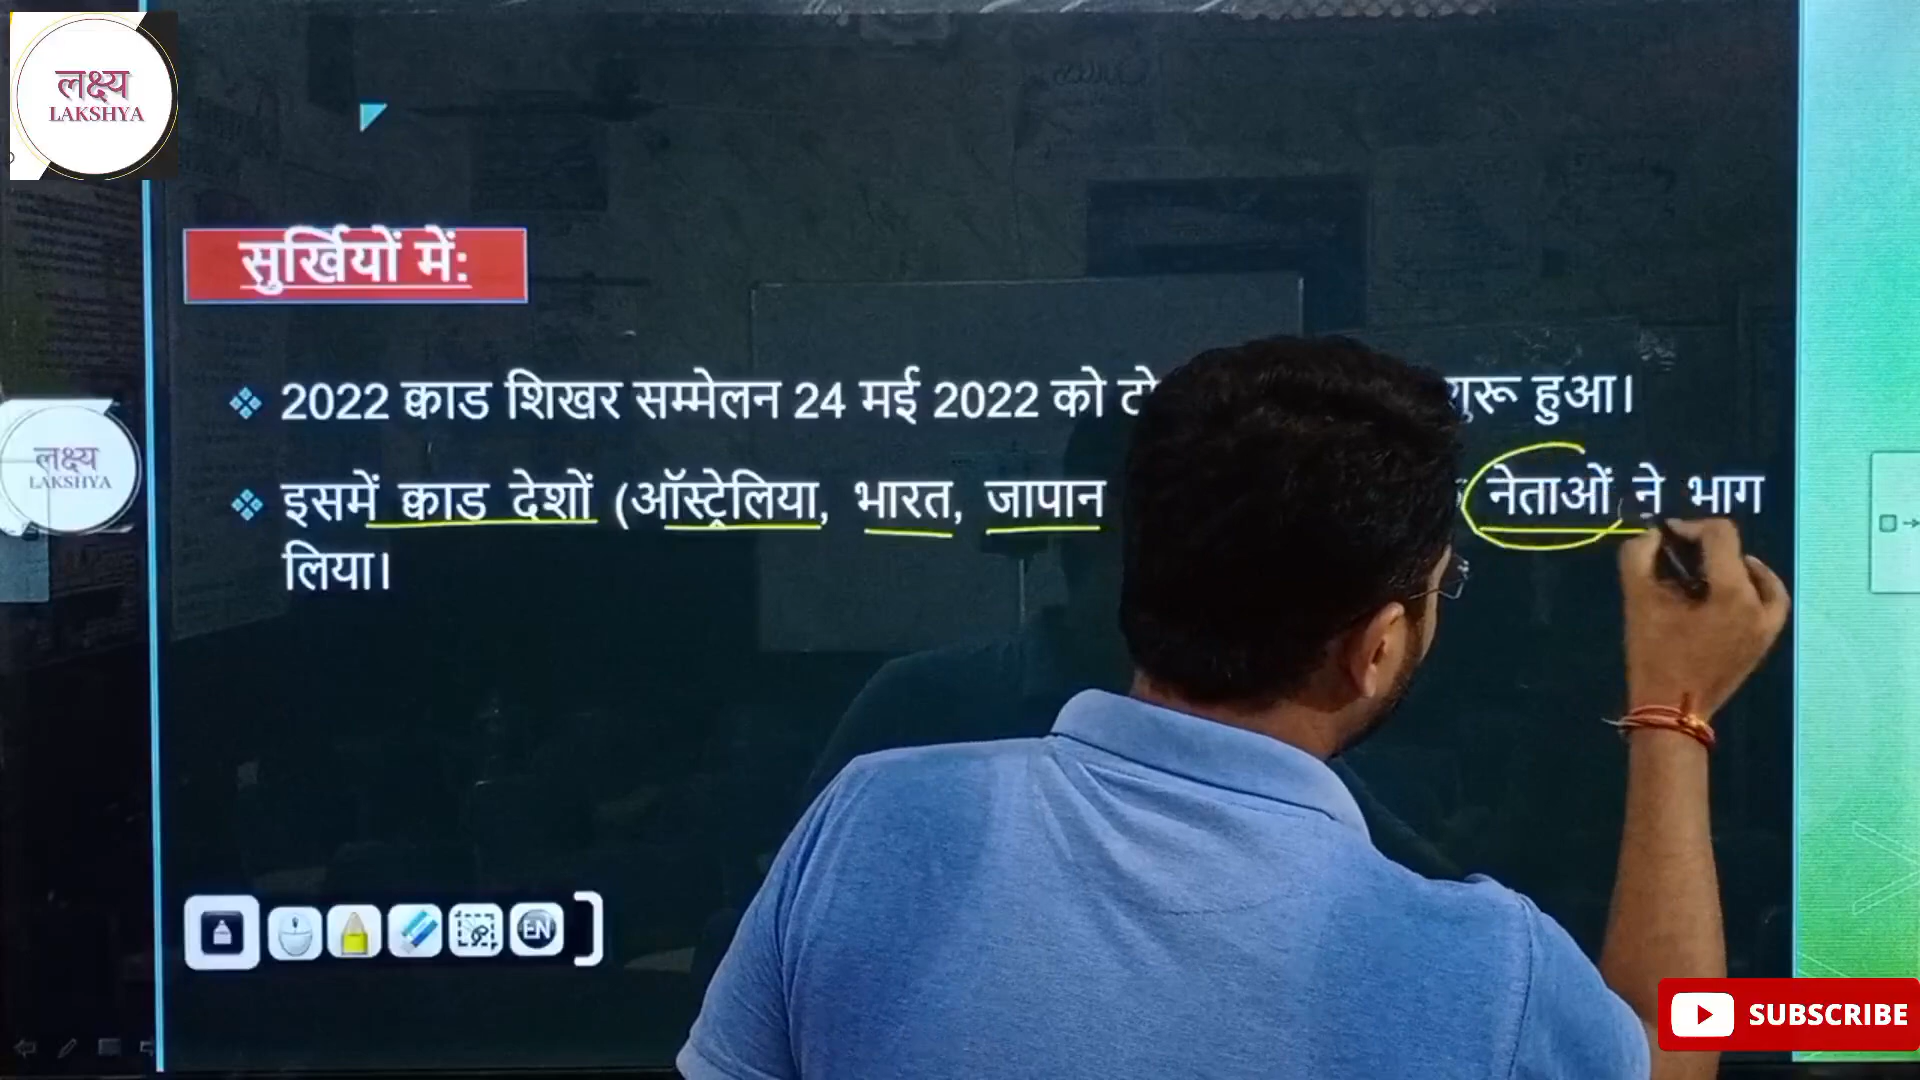 लक्ष्य
LAKSHYA
सुर्खियों में:
2022 क्वाड शिखर सम्मेलन 24 मई 2022 को शुरू हुआ।
इसमें क्वाड देशों (ऑस्ट्रेलिया, भारत, जापान नेताओं ने भाग
लिया।
लक्ष्य
LAKSHYA
EN
SUBSCRIBE